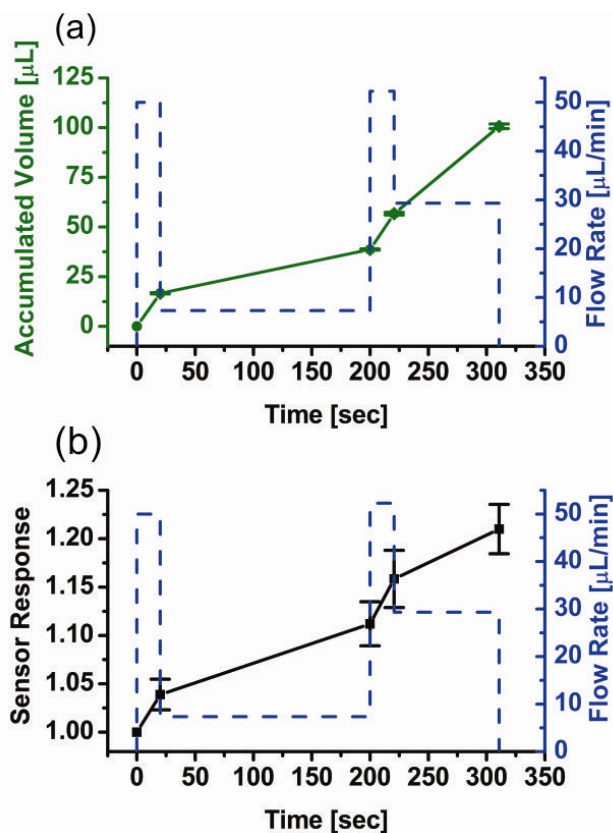 (a)
Accumulated Volume [µL]
125
100
75
50
25
0
50
40
30
20
10
0
Flow Rate [µL/min]
0 50 100 150 200 250 300 350
Time [sec]
(b)
Sensor Response
1.25
1.20
1.15
1.10
1.05
1.00
50
40
30
20
10
0
Flow Rate [µL/min]
0 50 100 150 200 250 300 350
Time [sec]